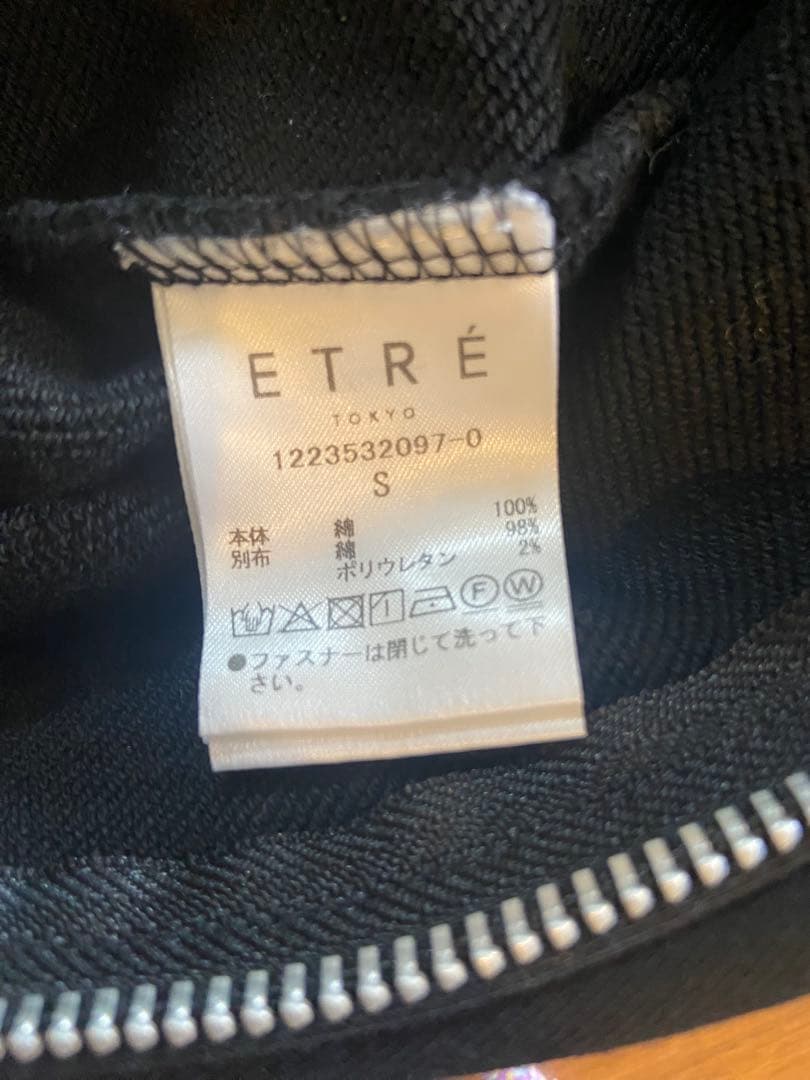 ETRÉ
TOKYO
1223532097-0
S
本体 綿 100%
別布 綿 98%
ポリウレタン 2%
F W
●ファスナーは閉じて洗って下
さい。